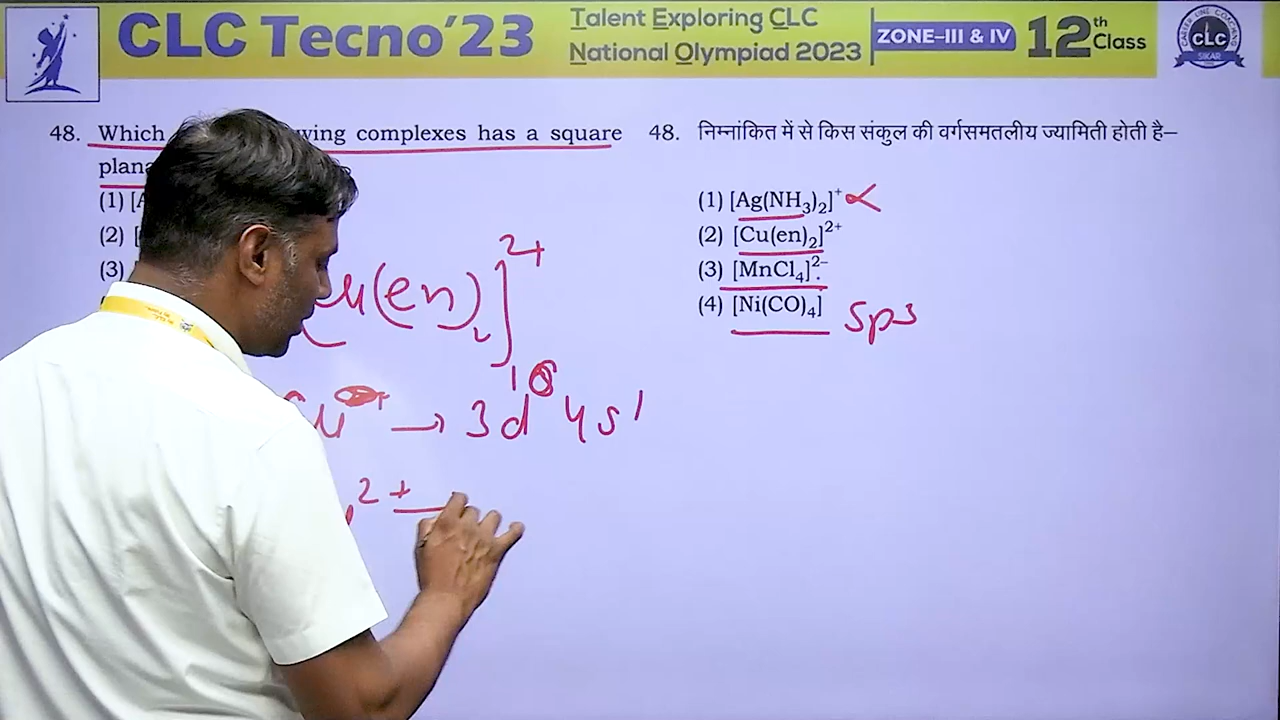 CLC Tecno'23
Talent Exploring CLC
National Olympiad 2023
ZONE–III & IV
12th Class
CLC
SIKAR
48. Which wing complexes has a square
plana
(1) [A
(2) [
(3)
48. निम्नांकित में से किस संकुल की वर्गसमतलीय ज्यामिती होती है–
(1) [Ag(NH₃)₂]⁺
(2) [Cu(en)₂]²⁺
(3) [MnCl₄]²⁻
(4) [Ni(CO)₄] sp³
u(en)₂]²⁺
→ 3d¹⁰ 4s¹
²⁺